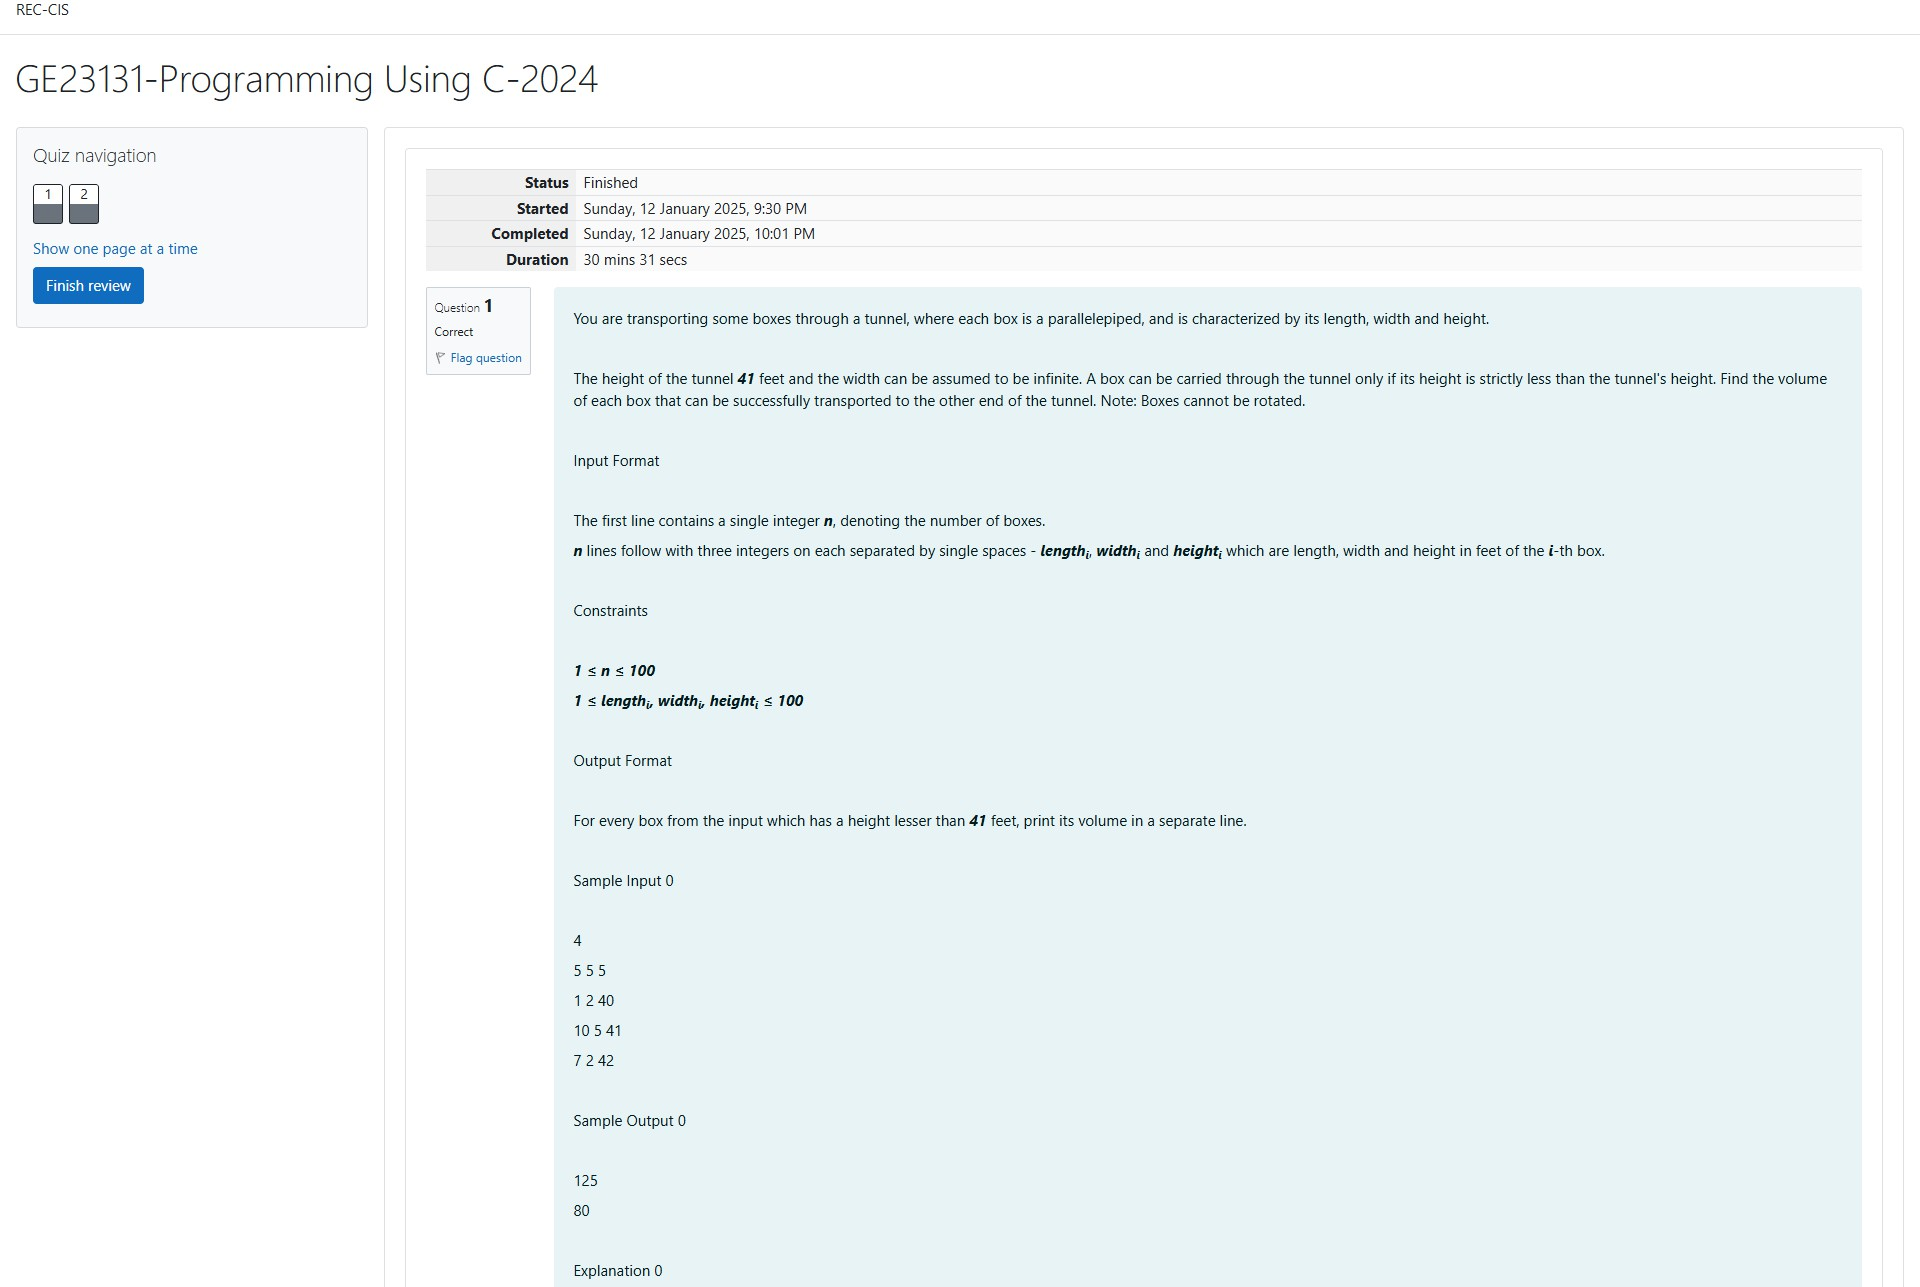 REC-CIS
GE23131-Programming Using C-2024
Quiz navigation
1 2
Show one page at a time
Finish review
Status Finished
Started Sunday, 12 January 2025, 9:30 PM
Completed Sunday, 12 January 2025, 10:01 PM
Duration 30 mins 31 secs
Question 1
Correct
Flag question
You are transporting some boxes through a tunnel, where each box is a parallelepiped, and is characterized by its length, width and height.
The height of the tunnel 41 feet and the width can be assumed to be infinite. A box can be carried through the tunnel only if its height is strictly less than the tunnel's height. Find the volume
of each box that can be successfully transported to the other end of the tunnel. Note: Boxes cannot be rotated.
Input Format
The first line contains a single integer n, denoting the number of boxes.
n lines follow with three integers on each separated by single spaces - lengthᵢ, widthᵢ and heightᵢ which are length, width and height in feet of the i-th box.
Constraints
1 ≤ n ≤ 100
1 ≤ lengthᵢ, widthᵢ, heightᵢ ≤ 100
Output Format
For every box from the input which has a height lesser than 41 feet, print its volume in a separate line.
Sample Input 0
4
5 5 5
1 2 40
10 5 41
7 2 42
Sample Output 0
125
80
Explanation 0